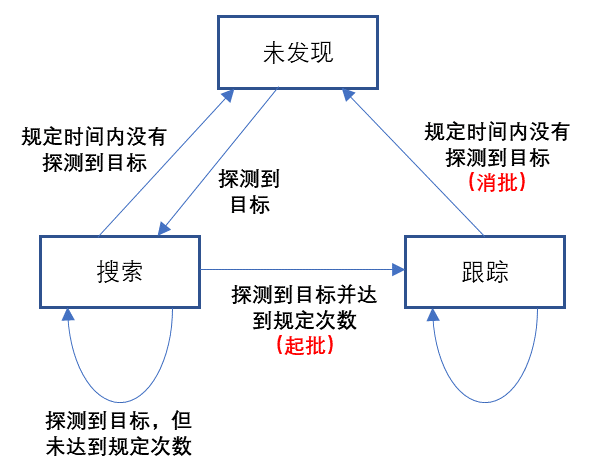 未发现
规定时间内没有
探测到目标
规定时间内没有
探测到目标
（消批）
探测到
目标
搜索
跟踪
探测到目标并达
到规定次数
（起批）
探测到目标，但
未达到规定次数